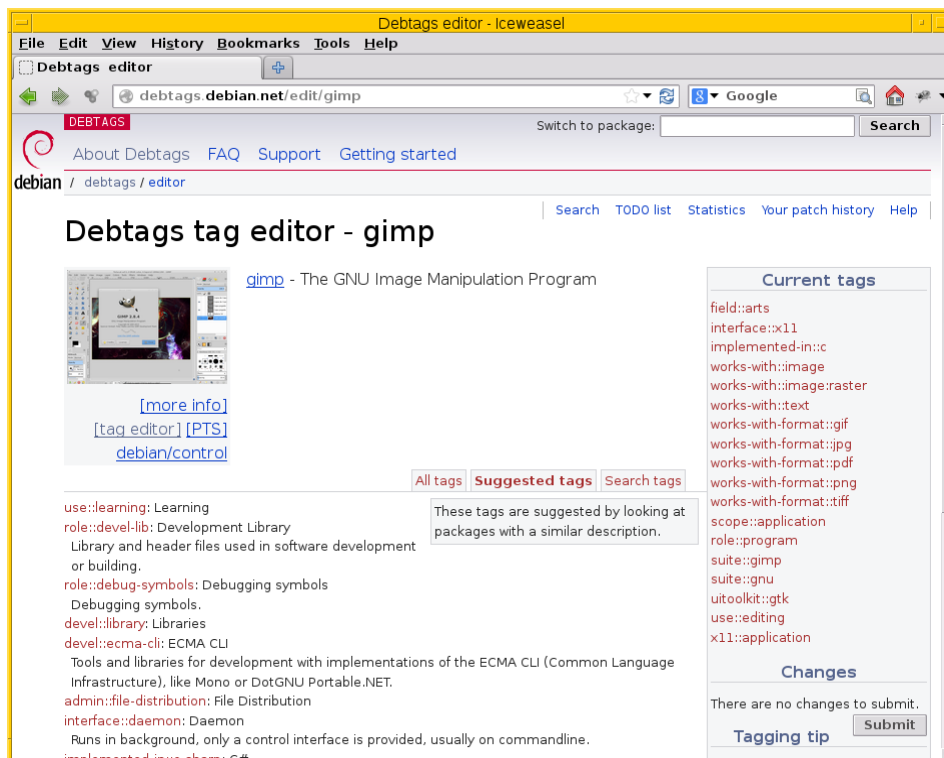 Debtags editor - Iceweasel
File Edit View History Bookmarks Tools Help
Debtags editor
debtags.debian.net/edit/gimp
Google
DEBTAGS
Switch to package:
Search
About Debtags FAQ Support Getting started
debian
/ debtags / editor
Search TODO list Statistics Your patch history Help
Debtags tag editor - gimp
gimp - The GNU Image Manipulation Program
[more info]
[tag editor] [PTS]
debian/control
All tags Suggested tags Search tags
These tags are suggested by looking at
packages with a similar description.
use::learning: Learning
role::devel-lib: Development Library
Library and header files used in software development
or building.
role::debug-symbols: Debugging symbols
Debugging symbols.
devel::library: Libraries
devel::ecma-cli: ECMA CLI
Tools and libraries for development with implementations of the ECMA CLI (Common Language
Infrastructure), like Mono or DotGNU Portable.NET.
admin::file-distribution: File Distribution
interface::daemon: Daemon
Runs in background, only a control interface is provided, usually on commandline.
Current tags
field::arts
interface::x11
implemented-in::c
works-with::image
works-with::image:raster
works-with::text
works-with-format::gif
works-with-format::jpg
works-with-format::pdf
works-with-format::png
works-with-format::tiff
scope::application
role::program
suite::gimp
suite::gnu
uitoolkit::gtk
use::editing
x11::application
Changes
There are no changes to submit.
Submit
Tagging tip